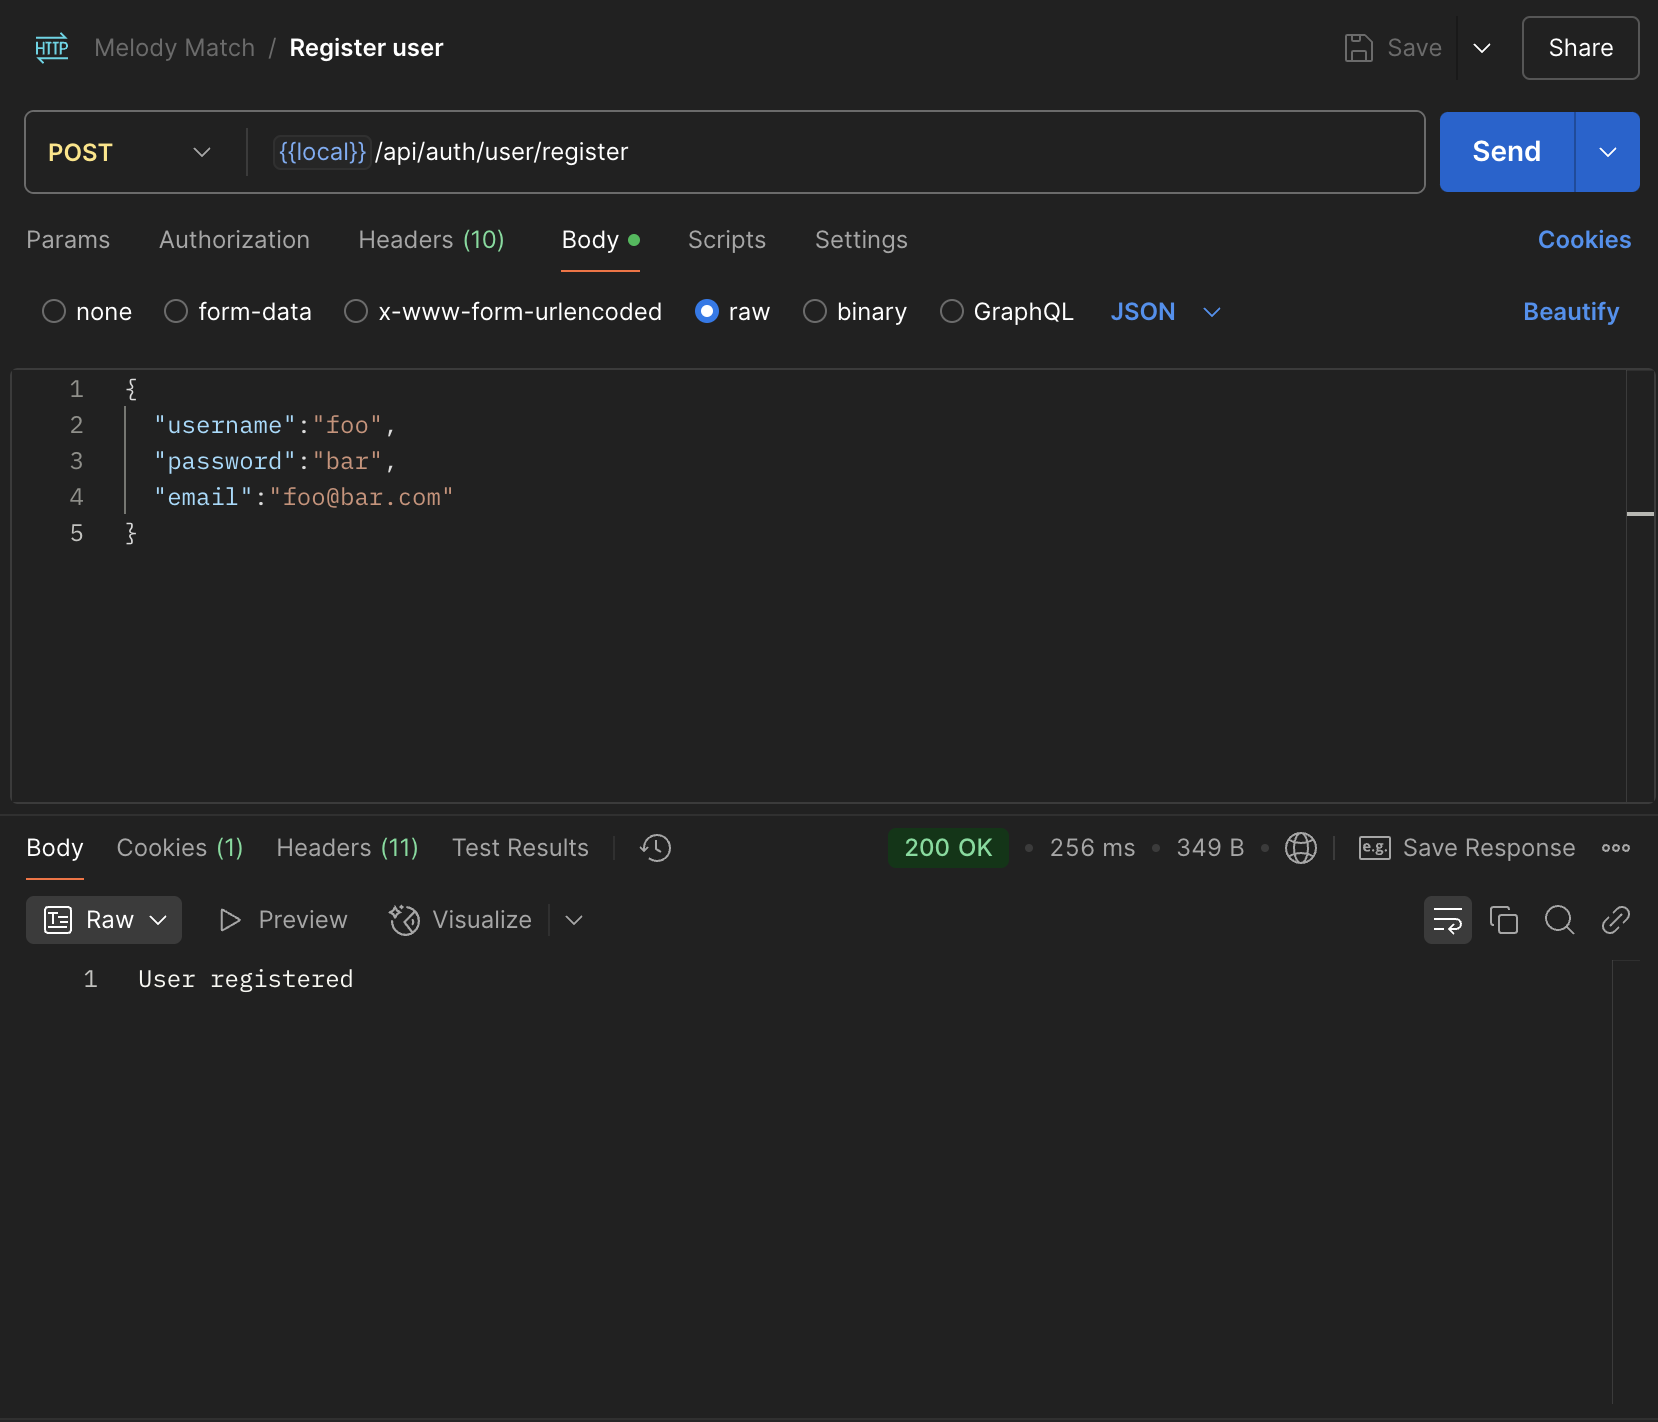 HTTP Melody Match / Register user Save Share
POST {{local}}/api/auth/user/register Send
Params Authorization Headers (10) Body Scripts Settings Cookies
none form-data x-www-form-urlencoded raw binary GraphQL JSON Beautify
1 {
2 "username":"foo",
3 "password":"bar",
4 "email":"foo@bar.com"
5 }
Body Cookies (1) Headers (11) Test Results 200 OK • 256 ms • 349 B • e.g. Save Response
Raw Preview Visualize
1 User registered